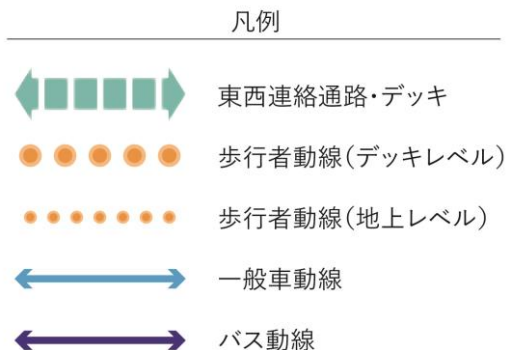 凡例
東西連絡通路・デッキ
歩行者動線(デッキレベル)
歩行者動線(地上レベル)
一般車動線
バス動線